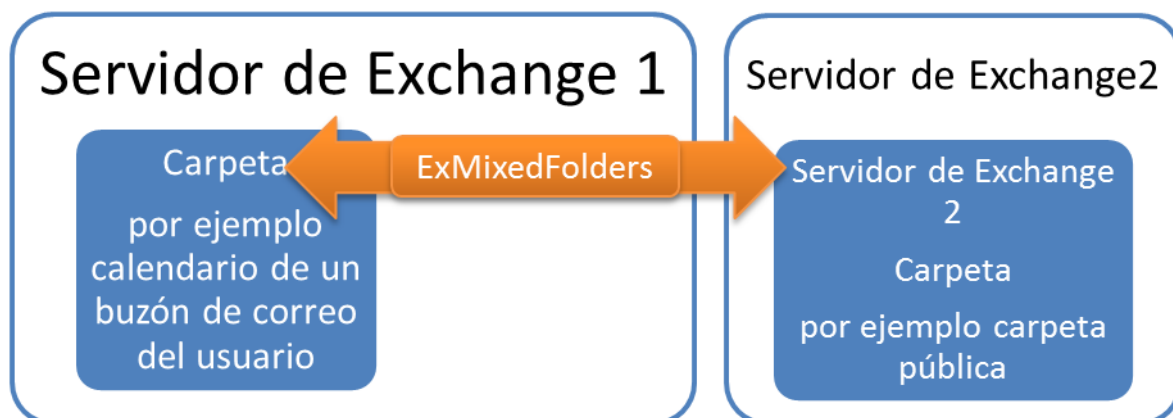 Servidor de Exchange 1
Carpeta
por ejemplo
calendario de un
buzón de correo
del usuario
ExMixedFolders
Servidor de Exchange2
Servidor de Exchange
2
Carpeta
por ejemplo carpeta
pública